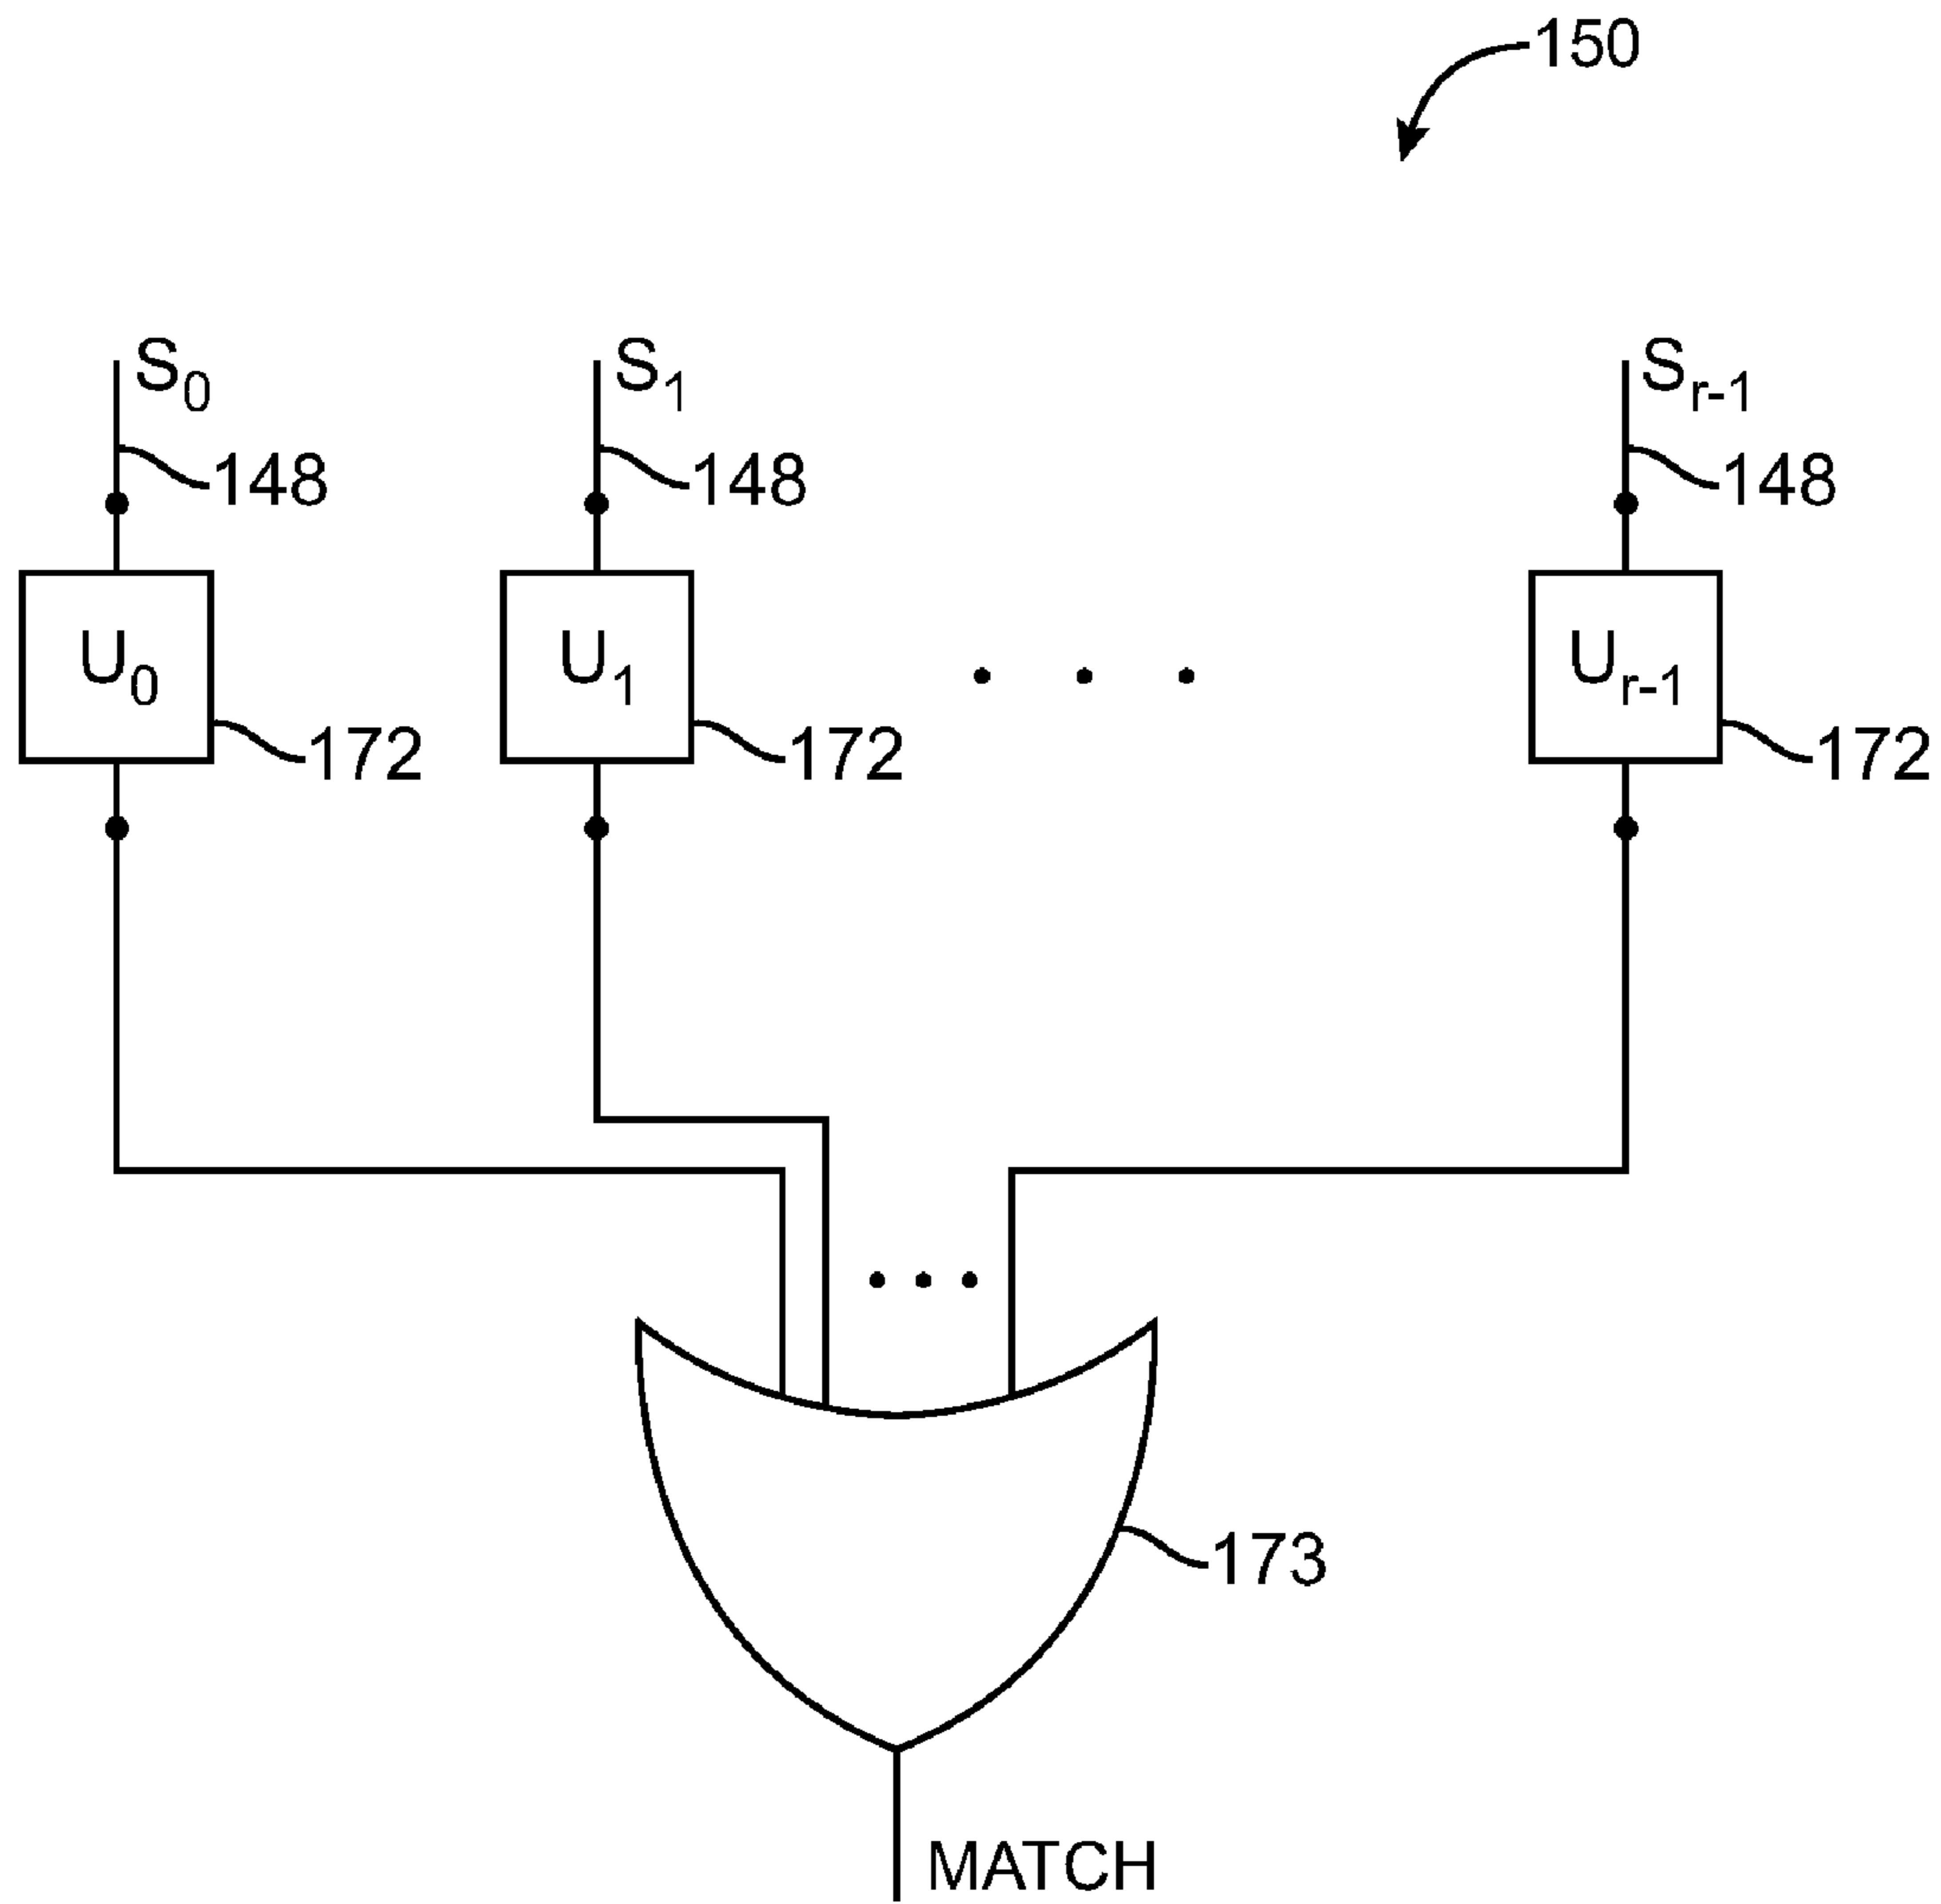 150
S₀ S₁ Sᵣ₋₁
148 148 148
U₀ U₁ Uᵣ₋₁
172 172 172
173
MATCH